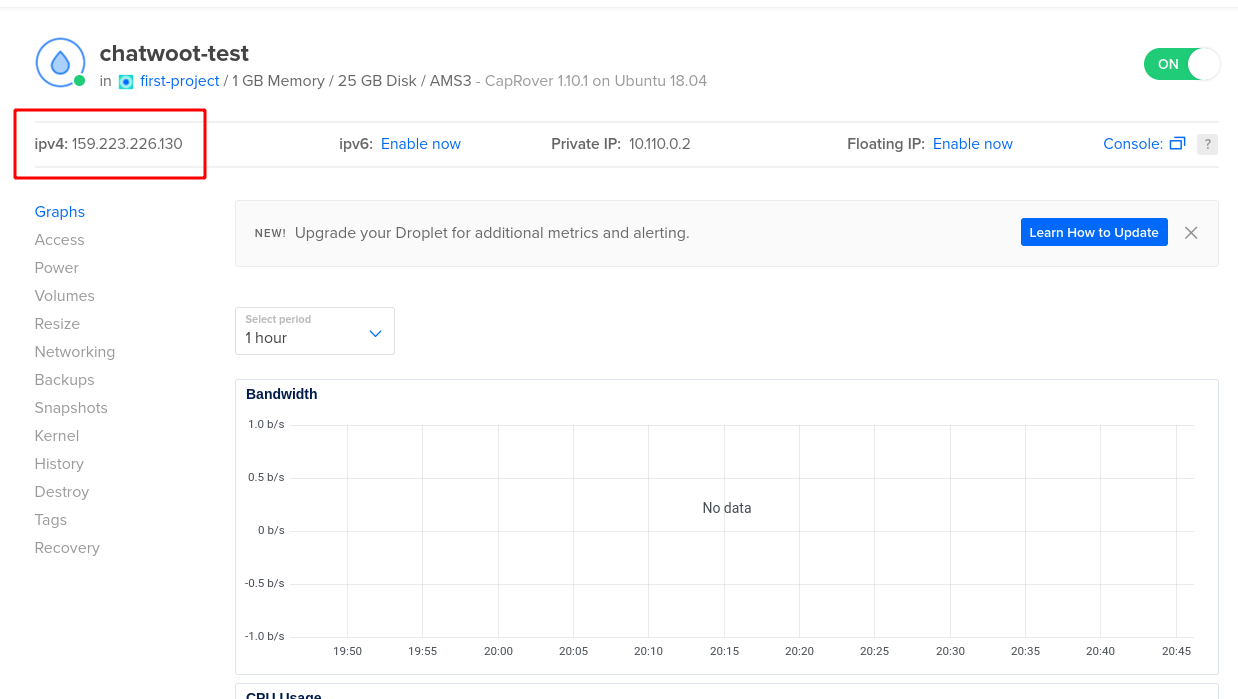 chatwoot-test
in first-project / 1 GB Memory / 25 GB Disk / AMS3 - CapRover 1.10.1 on Ubuntu 18.04
ON
ipv4: 159.223.226.130 ipv6: Enable now Private IP: 10.110.0.2 Floating IP: Enable now Console: ?
Graphs
Access
Power
Volumes
Resize
Networking
Backups
Snapshots
Kernel
History
Destroy
Tags
Recovery
NEW! Upgrade your Droplet for additional metrics and alerting. Learn How to Update
Select period
1 hour
Bandwidth
1.0 b/s
0.5 b/s
No data
0 b/s
-0.5 b/s
-1.0 b/s
19:50 19:55 20:00 20:05 20:10 20:15 20:20 20:25 20:30 20:35 20:40 20:45
CPU Usage